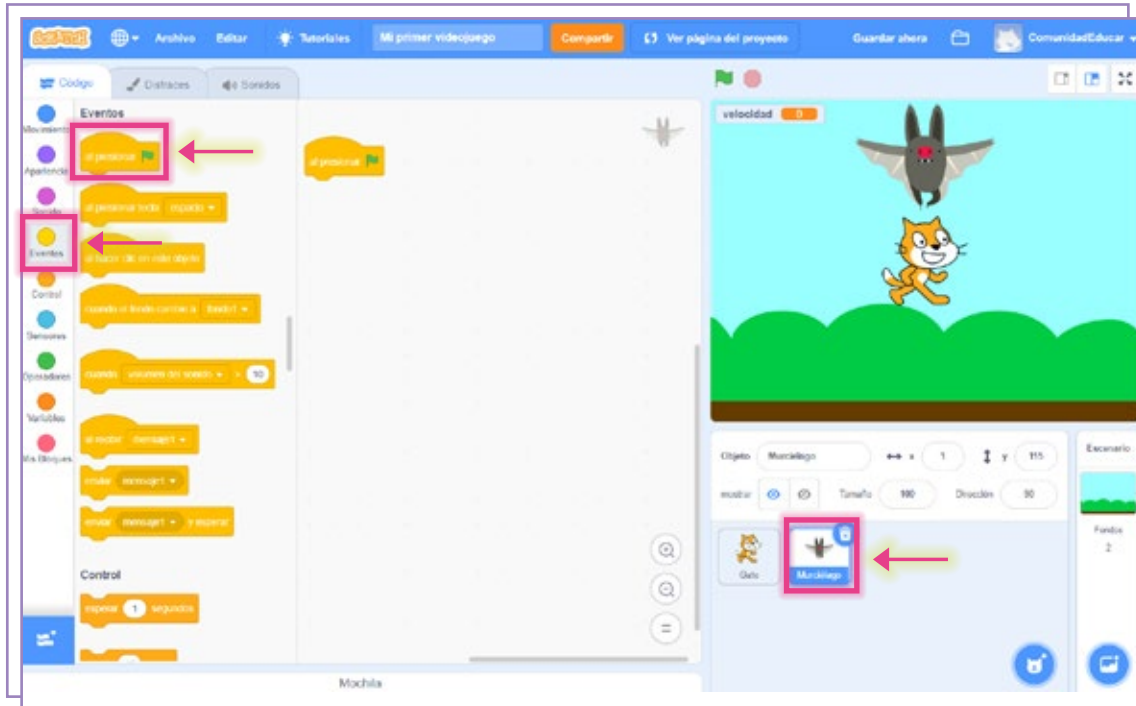 SCRATCH
Archivo Editar Tutoriales Mi primer videojuego Compartir Ver página del proyecto Guardar ahora ComunidadEducar
Código Disfraces Sonidos
Movimiento
Apariencia
Sonido
Eventos
Control
Sensores
Operadores
Variables
Mis Bloques
Eventos
al presionar
al presionar tecla espacio
al hacer clic en este objeto
cuando el fondo cambie a fondo1
cuando volumen del sonido > 10
al recibir mensaje1
enviar mensaje1
enviar mensaje1 y esperar
Control
esperar 1 segundos
al presionar
Mochila
velocidad 0
Objeto Murciélago x 1 y 115
mostrar Tamaño 100 Dirección 90
Gato Murciélago
Escenario
Fondos
2